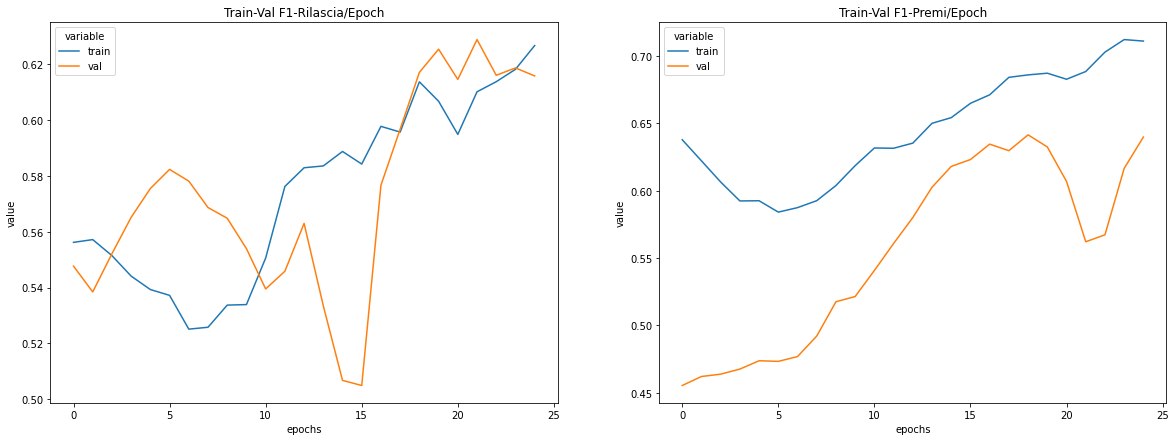 Train-Val F1-Rilascia/Epoch
variable
train
val
value
0.62
0.60
0.58
0.56
0.54
0.52
0.50
0 5 10 15 20 25
epochs
Train-Val F1-Premi/Epoch
variable
train
val
value
0.70
0.65
0.60
0.55
0.50
0.45
0 5 10 15 20 25
epochs